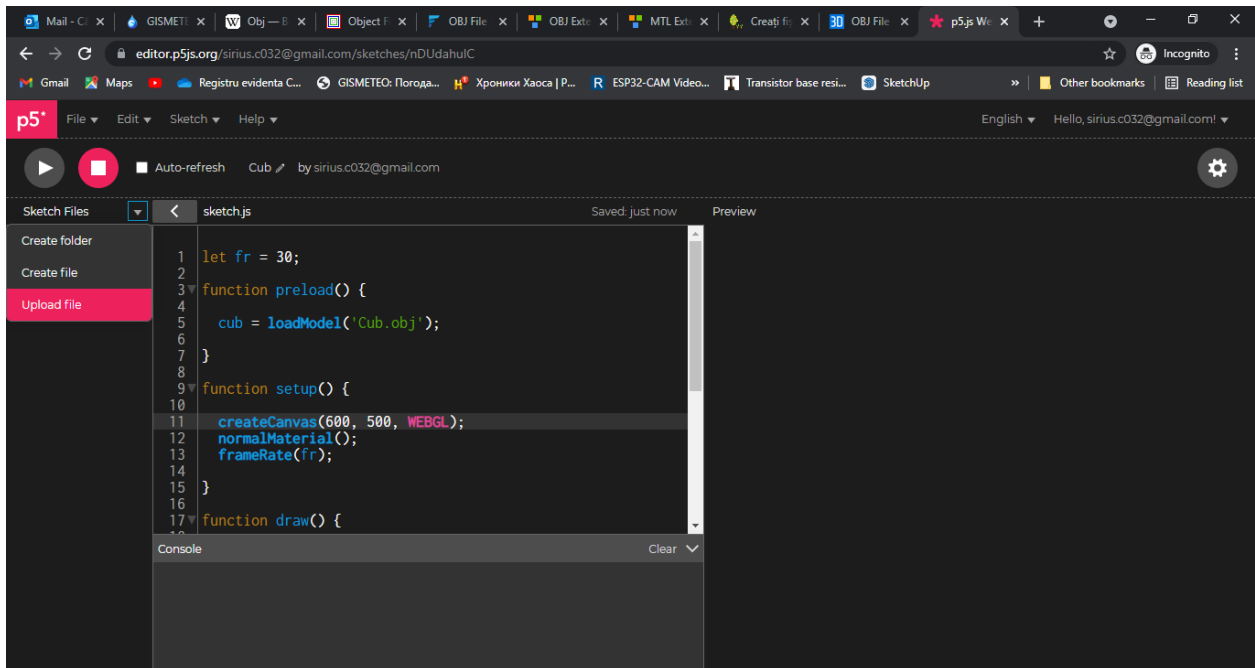 Mail - Ca
GISMETE
Obj — В
Object F
OBJ File
OBJ Exte
MTL Exte
Creați fiș
OBJ File
p5.js We
editor.p5js.org/sirius.c032@gmail.com/sketches/nDUdahulC
Incognito
Gmail
Maps
Registru evidenta C...
GISMETEO: Погода...
Хроники Хаоса | Р...
ESP32-CAM Video...
Transistor base resi...
SketchUp
»
Other bookmarks
Reading list
p5*
File
Edit
Sketch
Help
English
Hello, sirius.c032@gmail.com!
Auto-refresh
Cub
by sirius.c032@gmail.com
Sketch Files
sketch.js
Saved: just now
Preview
Create folder
Create file
Upload file
1 let fr = 30;
2
3 function preload() {
4
5 cub = loadModel('Cub.obj');
6
7 }
8
9 function setup() {
10
11 createCanvas(600, 500, WEBGL);
12 normalMaterial();
13 frameRate(fr);
14
15 }
16
17 function draw() {
Console
Clear